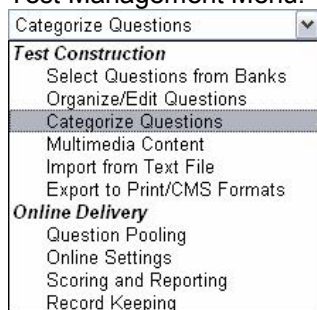 Test Management Menu.
Categorize Questions
Test Construction
Select Questions from Banks
Organize/Edit Questions
Categorize Questions
Multimedia Content
Import from Text File
Export to Print/CMS Formats
Online Delivery
Question Pooling
Online Settings
Scoring and Reporting
Record Keeping